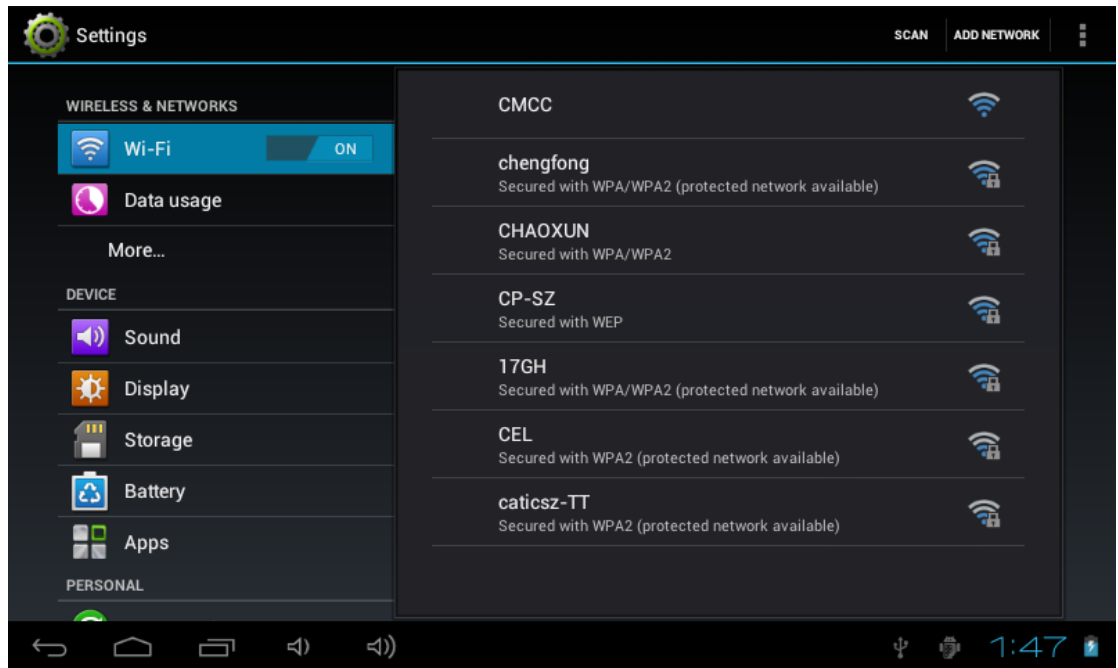 Settings
SCAN
ADD NETWORK
WIRELESS & NETWORKS
Wi-Fi
ON
Data usage
More...
DEVICE
Sound
Display
Storage
Battery
Apps
PERSONAL
CMCC
chengfong
Secured with WPA/WPA2 (protected network available)
CHAOXUN
Secured with WPA/WPA2
CP-SZ
Secured with WEP
17GH
Secured with WPA/WPA2 (protected network available)
CEL
Secured with WPA2 (protected network available)
caticsz-TT
Secured with WPA2 (protected network available)
1:47